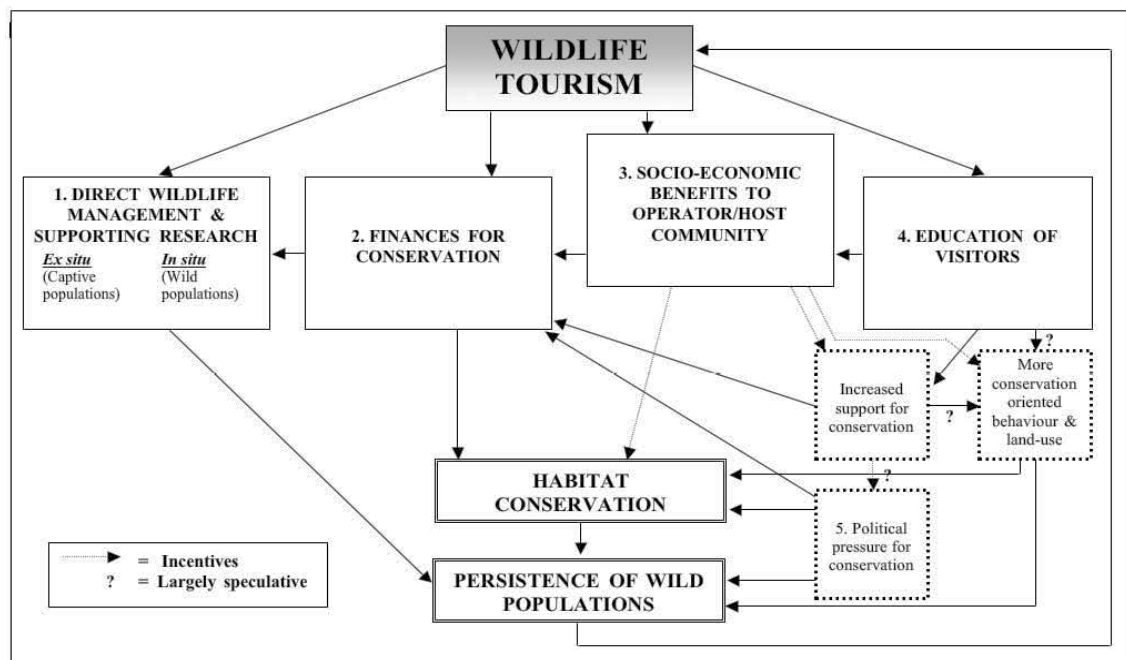 WILDLIFE
TOURISM
1. DIRECT WILDLIFE
MANAGEMENT &
SUPPORTING RESEARCH
Ex situ In situ
(Captive (Wild
populations) populations)
2. FINANCES FOR
CONSERVATION
3. SOCIO-ECONOMIC
BENEFITS TO
OPERATOR/HOST
COMMUNITY
4. EDUCATION OF
VISITORS
?
Increased
support for
conservation
?
More
conservation
oriented
behaviour &
land-use
HABITAT
CONSERVATION
?
5. Political
pressure for
conservation
PERSISTENCE OF WILD
POPULATIONS
= Incentives
? = Largely speculative